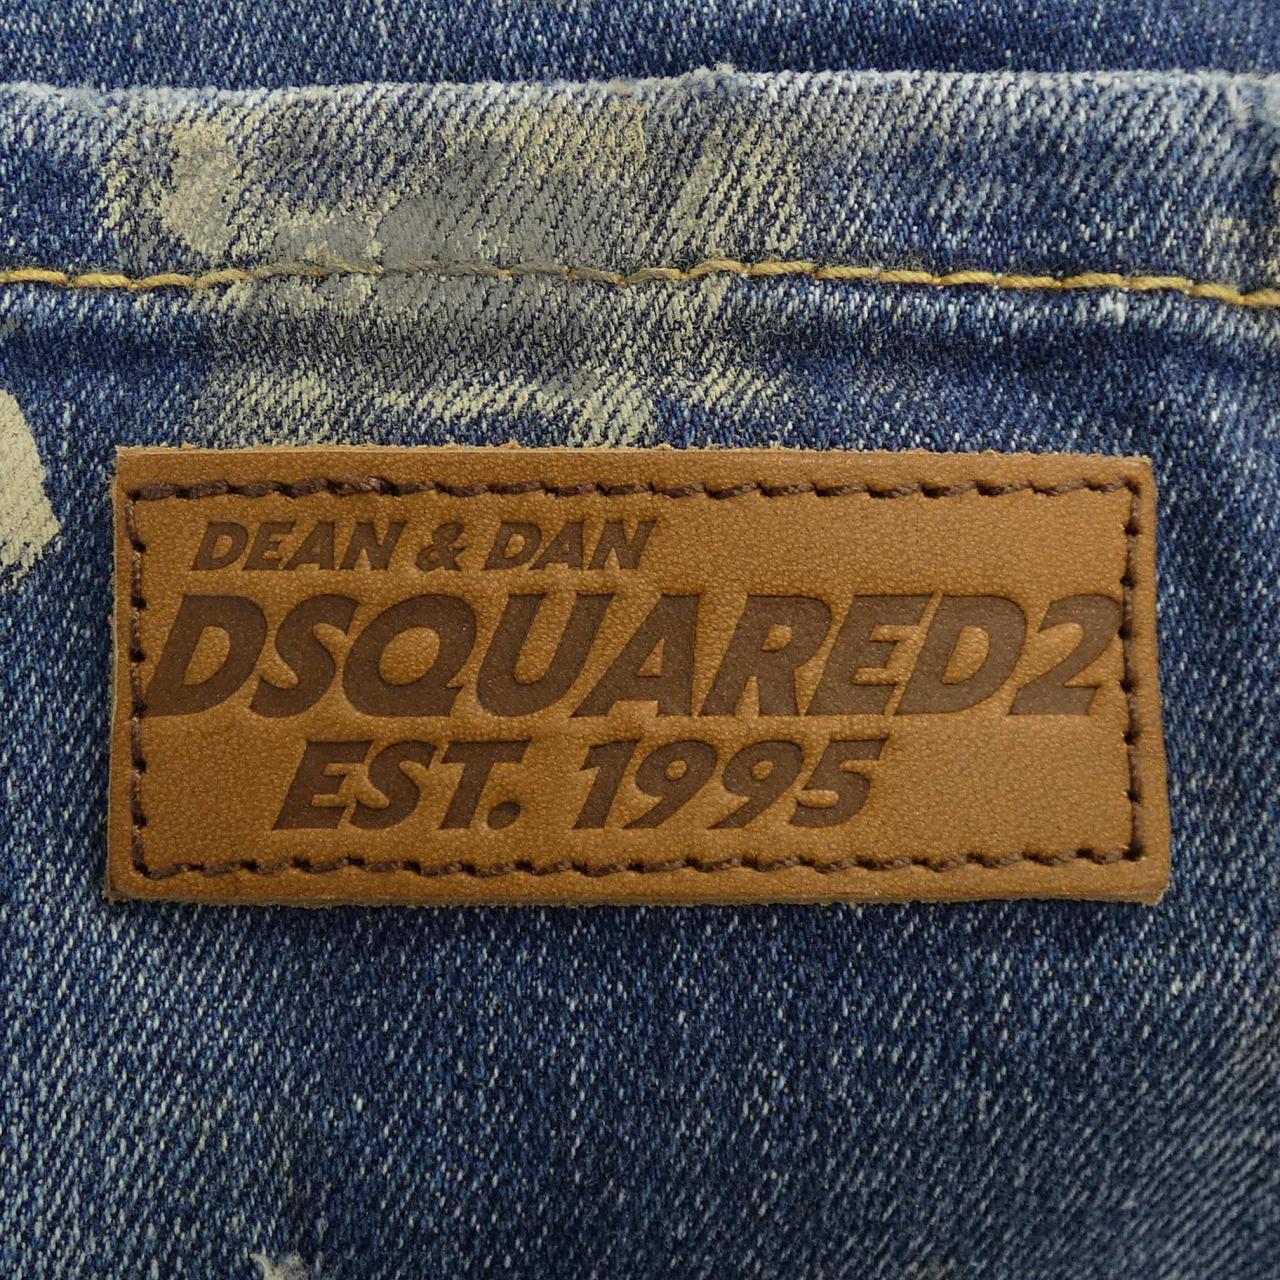 DEAN & DAN
DSQUARED2
EST. 1995